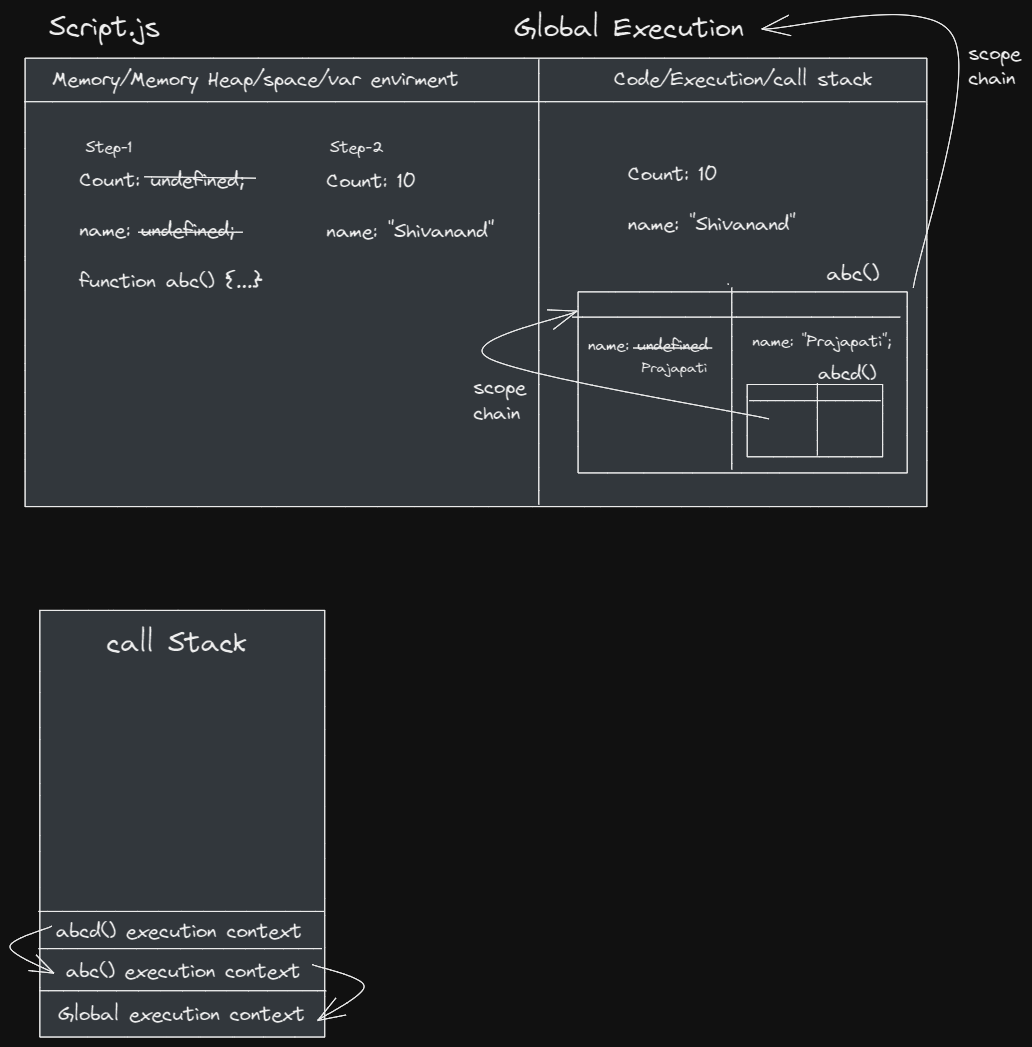 Script.js
Global Execution
scope
chain
Memory/Memory Heap/space/var envirment
Code/Execution/call stack
Step-1
Step-2
Count: undefined;
Count: 10
Count: 10
name: undefined;
name: "Shivanand"
name: "Shivanand"
function abc() {...}
abc()
name: undefined
Prajapati
name: "Prajapati";
abcd()
scope
chain
call Stack
abcd() execution context
abc() execution context
Global execution context